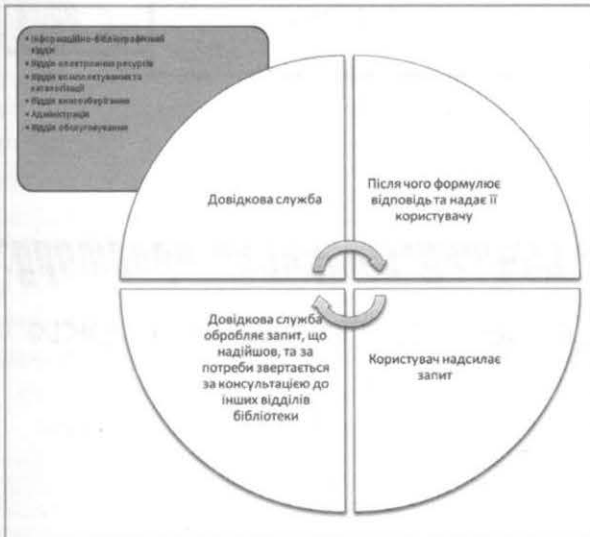 • Інформаційно-бібліографічний
відділ
• Відділ електронних ресурсів
• Відділ комплектування та
каталогізації
• Відділ книгозберігання
• Адміністрація
• Відділ обслуговування
Довідкова служба
Після чого формулює
відповідь та надає її
користувачу
Довідкова служба
обробляє запит, що
надійшов, та за
потреби звертається
за консультацією до
інших відділів
бібліотеки
Користувач надсилає
запит